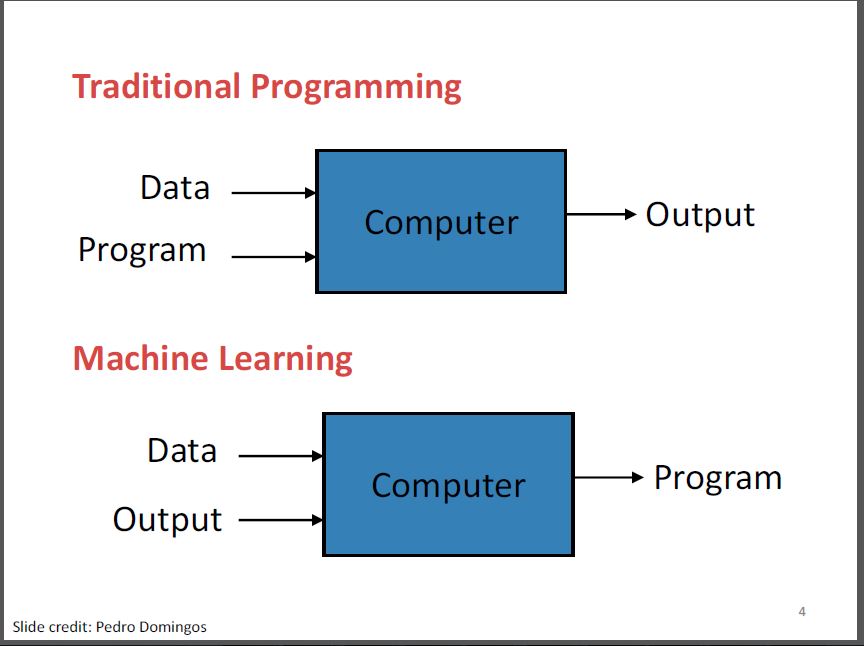 Traditional Programming
Data
Program
Computer
Output
Machine Learning
Data
Output
Computer
Program
4
Slide credit: Pedro Domingos